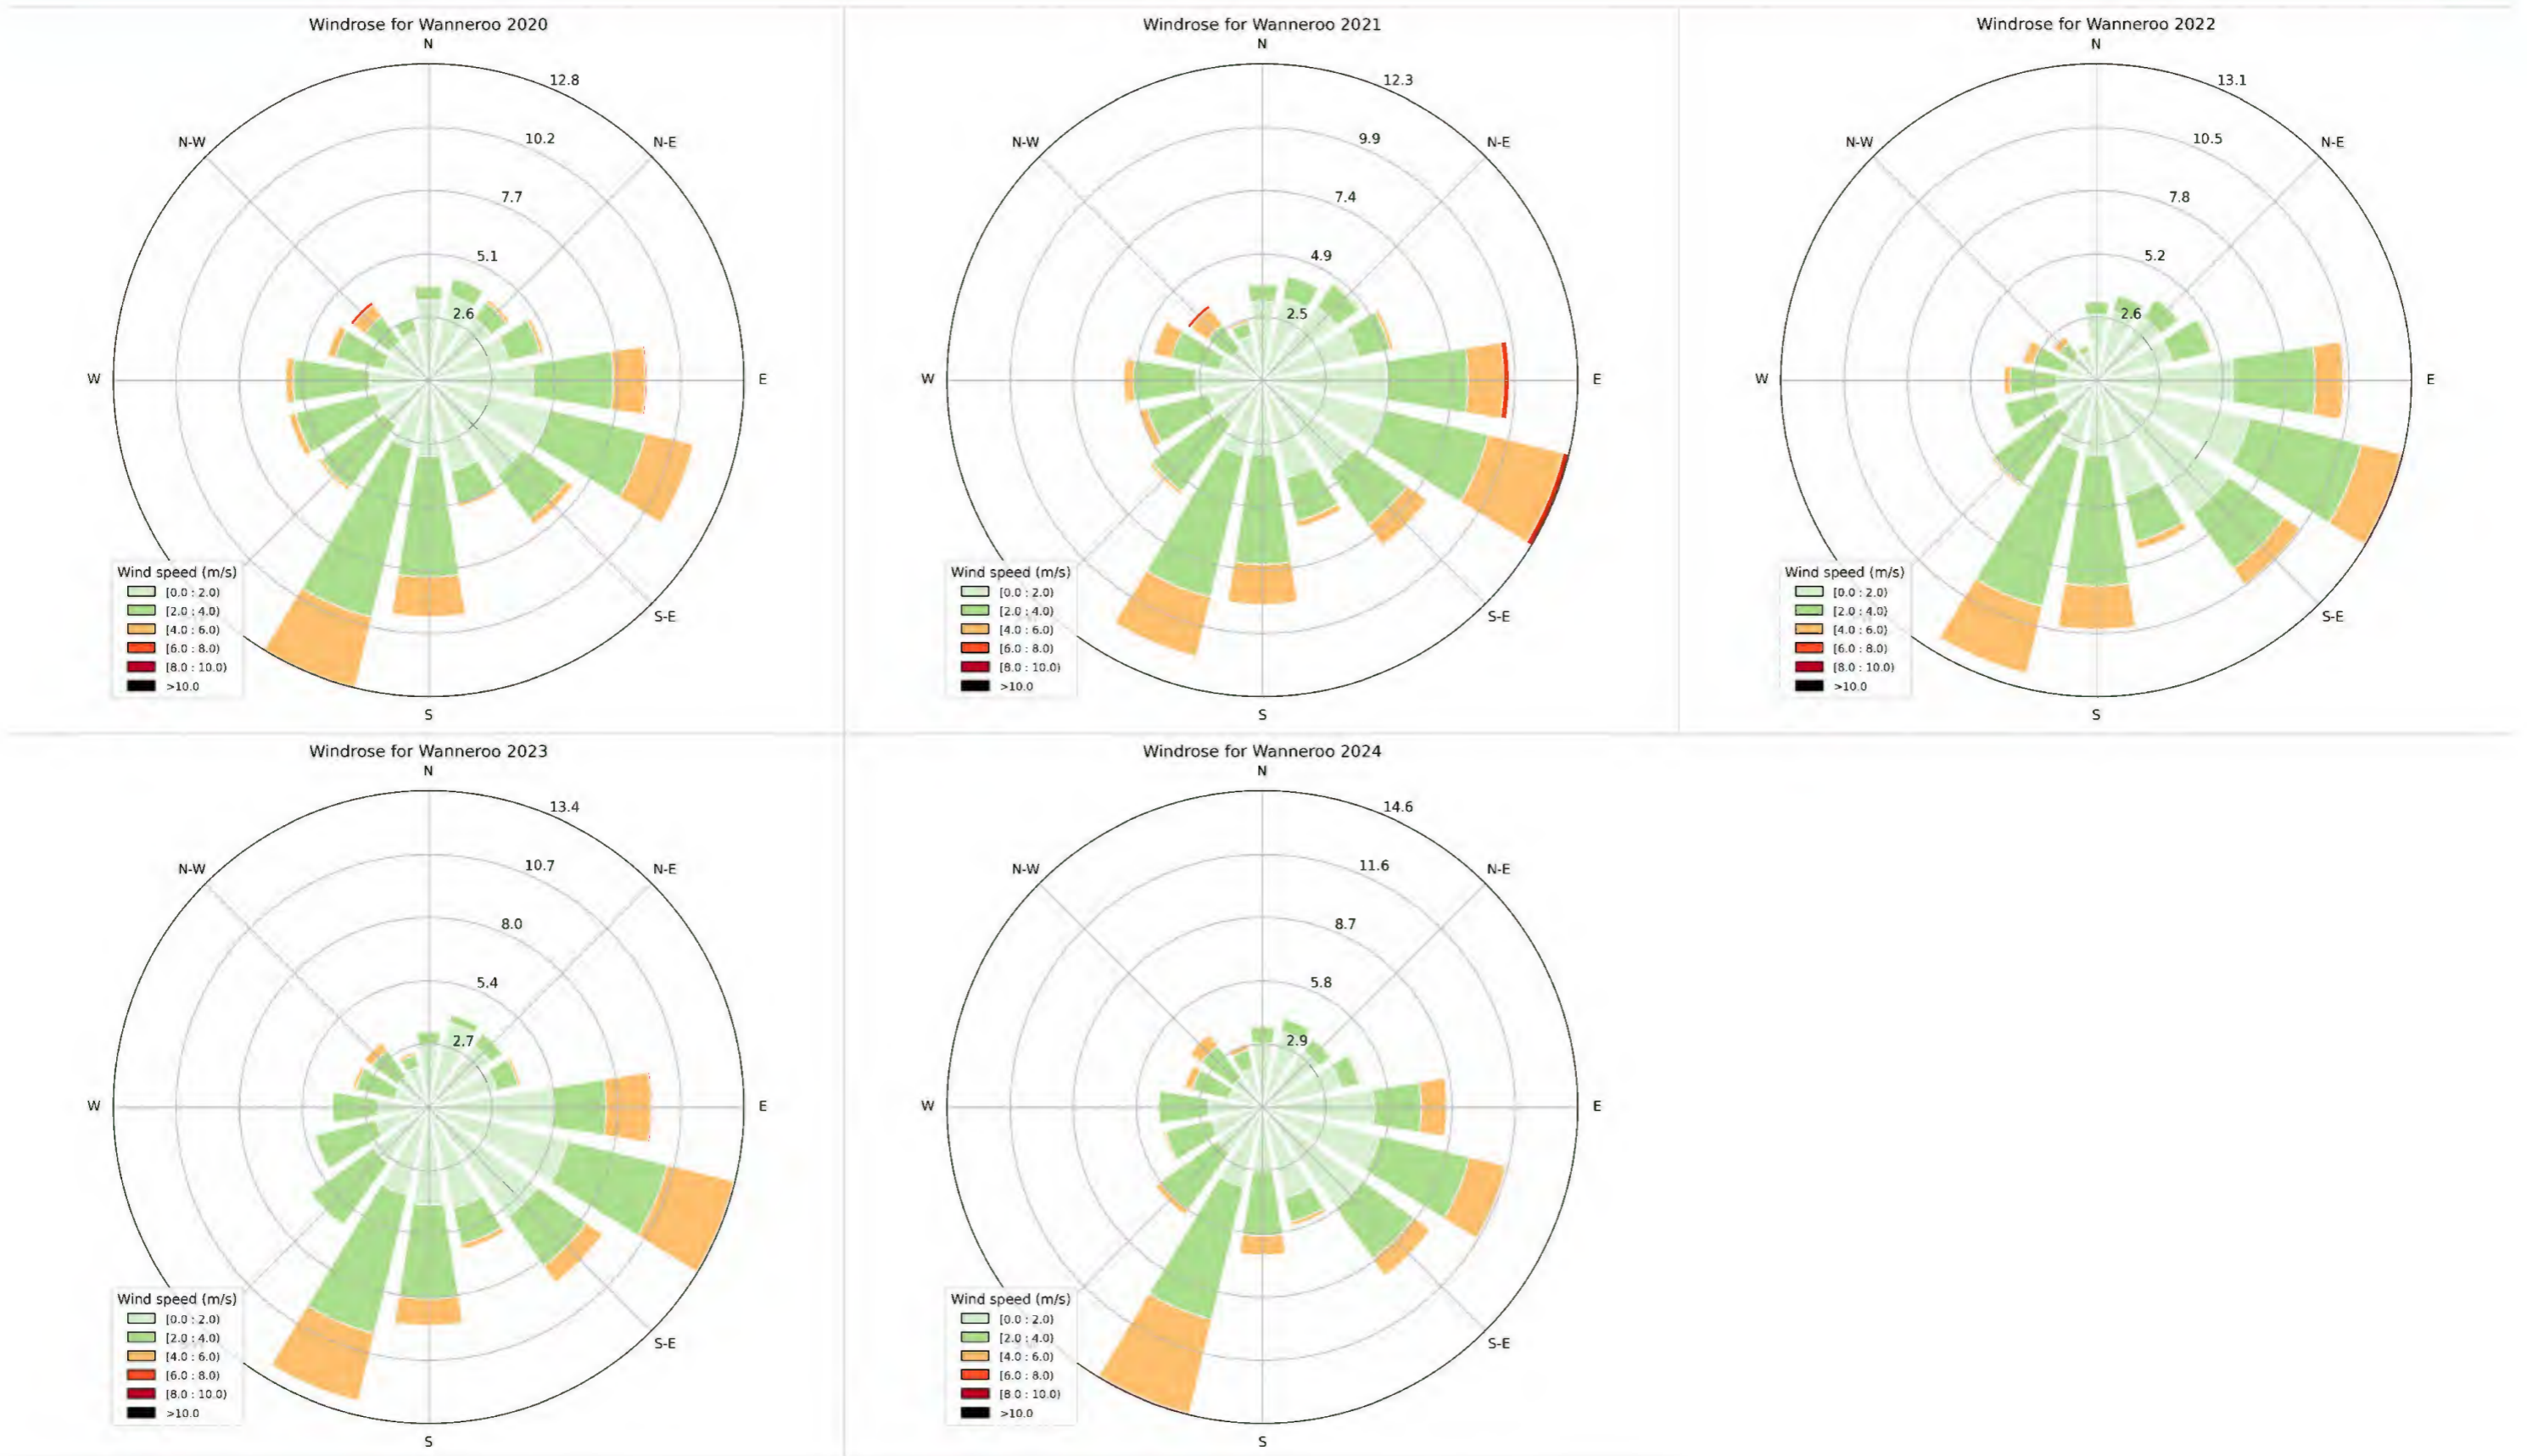 Windrose for Wanneroo 2020
N
12.8
10.2
7.7
5.1
2.6
N-W
N-E
W
E
S-E
S
Wind speed (m/s)
[0.0 : 2.0)
[2.0 : 4.0)
[4.0 : 6.0)
[6.0 : 8.0)
[8.0 : 10.0)
>10.0
Windrose for Wanneroo 2021
N
12.3
9.9
7.4
4.9
2.5
N-W
N-E
W
E
S-E
S
Wind speed (m/s)
[0.0 : 2.0)
[2.0 : 4.0)
[4.0 : 6.0)
[6.0 : 8.0)
[8.0 : 10.0)
>10.0
Windrose for Wanneroo 2022
N
13.1
10.5
7.8
5.2
2.6
N-W
N-E
W
E
S-E
S
Wind speed (m/s)
[0.0 : 2.0)
[2.0 : 4.0)
[4.0 : 6.0)
[6.0 : 8.0)
[8.0 : 10.0)
>10.0
Windrose for Wanneroo 2023
N
13.4
10.7
8.0
5.4
2.7
N-W
N-E
W
E
S-E
S
Wind speed (m/s)
[0.0 : 2.0)
[2.0 : 4.0)
[4.0 : 6.0)
[6.0 : 8.0)
[8.0 : 10.0)
>10.0
Windrose for Wanneroo 2024
N
14.6
11.6
8.7
5.8
2.9
N-W
N-E
W
E
S-E
S
Wind speed (m/s)
[0.0 : 2.0)
[2.0 : 4.0)
[4.0 : 6.0)
[6.0 : 8.0)
[8.0 : 10.0)
>10.0